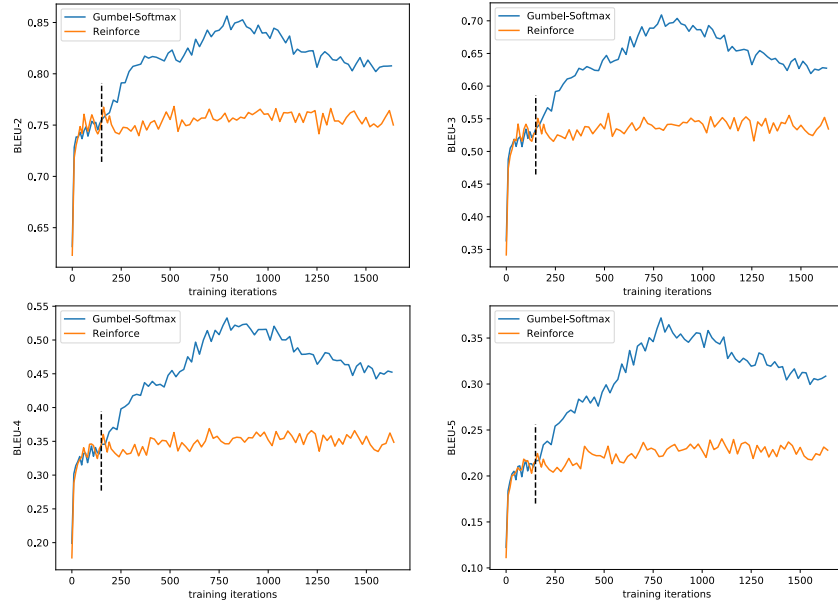 Gumbel-Softmax
Reinforce
0.85
0.80
0.75
0.70
0.65
BLEU-2
0 250 500 750 1000 1250 1500
training iterations
Gumbel-Softmax
Reinforce
0.70
0.65
0.60
0.55
0.50
0.45
0.40
0.35
BLEU-3
0 250 500 750 1000 1250 1500
training iterations
Gumbel-Softmax
Reinforce
0.55
0.50
0.45
0.40
0.35
0.30
0.25
0.20
BLEU-4
0 250 500 750 1000 1250 1500
training iterations
Gumbel-Softmax
Reinforce
0.35
0.30
0.25
0.20
0.15
0.10
BLEU-5
0 250 500 750 1000 1250 1500
training iterations